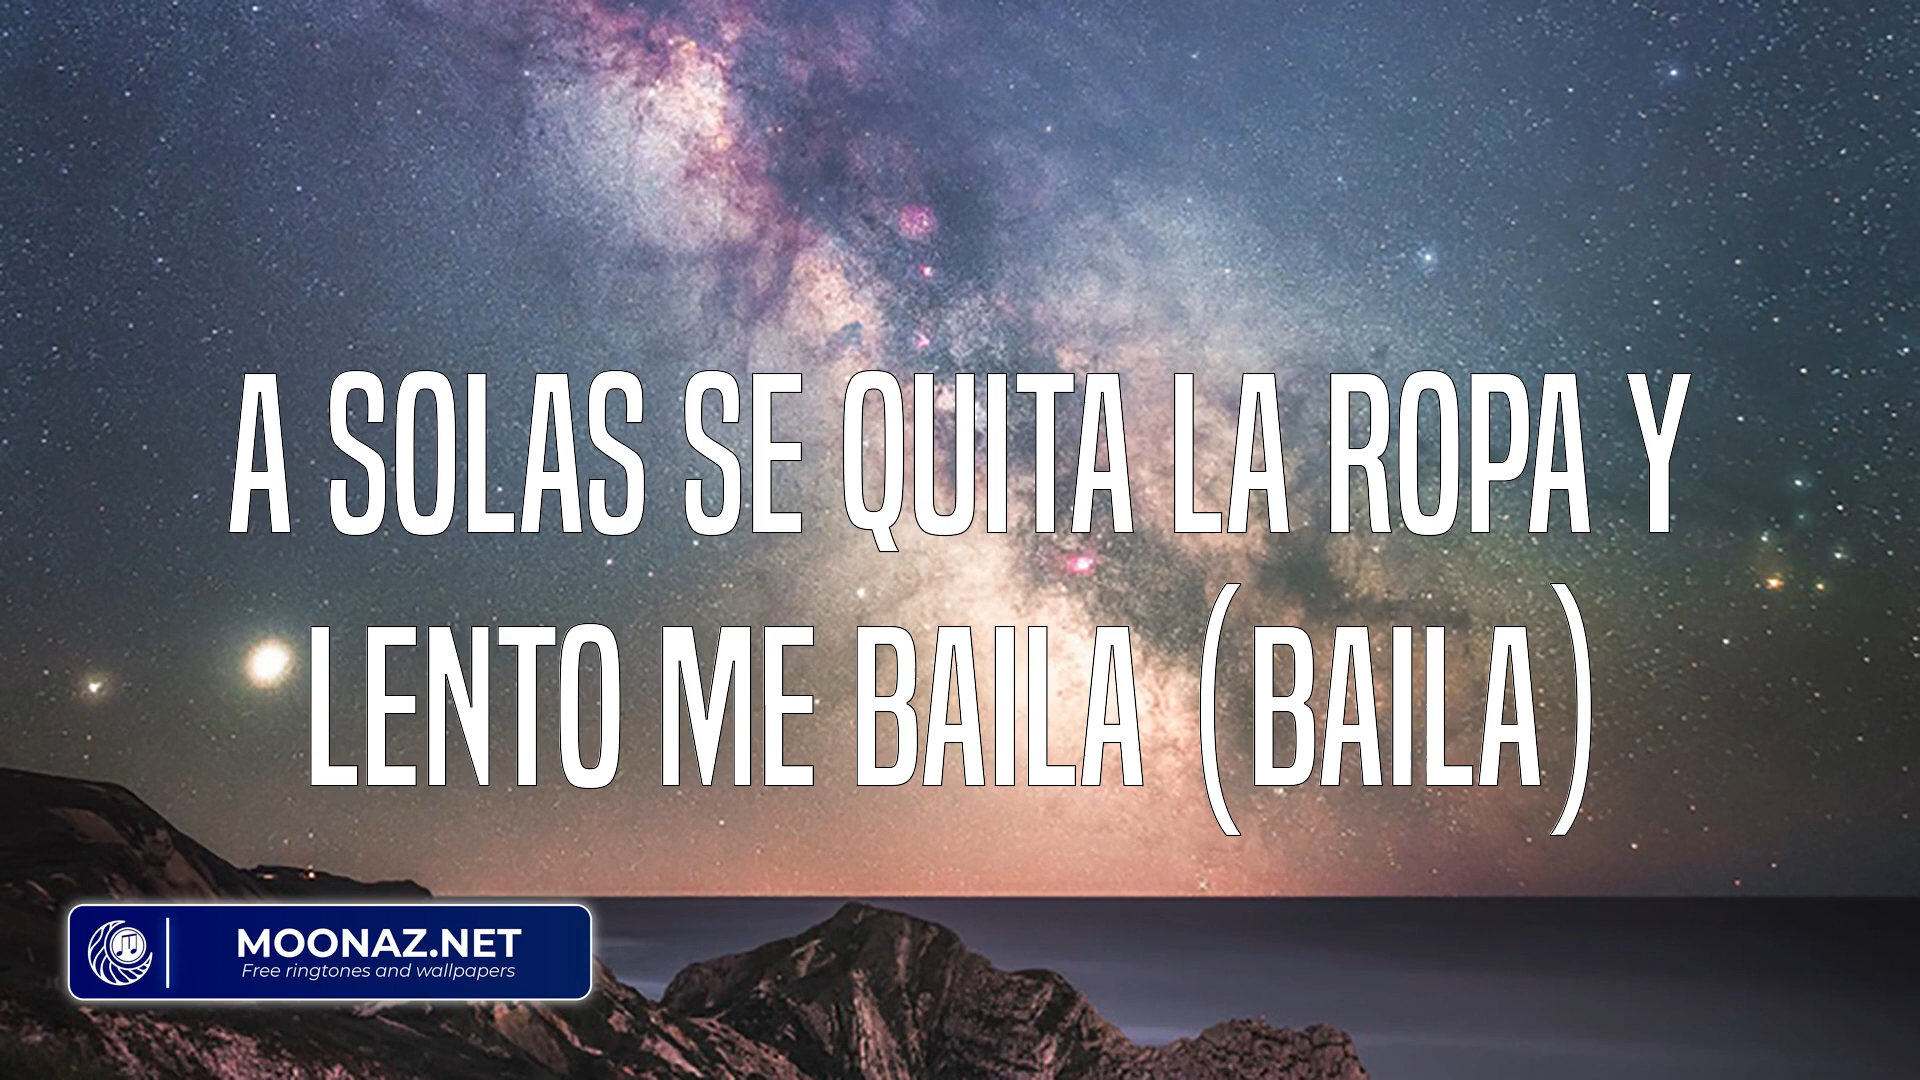 A SOLAS SE QUITA LA ROPA Y
LENTO ME BAILA (BAILA)
MOONAZ.NET
Free ringtones and wallpapers